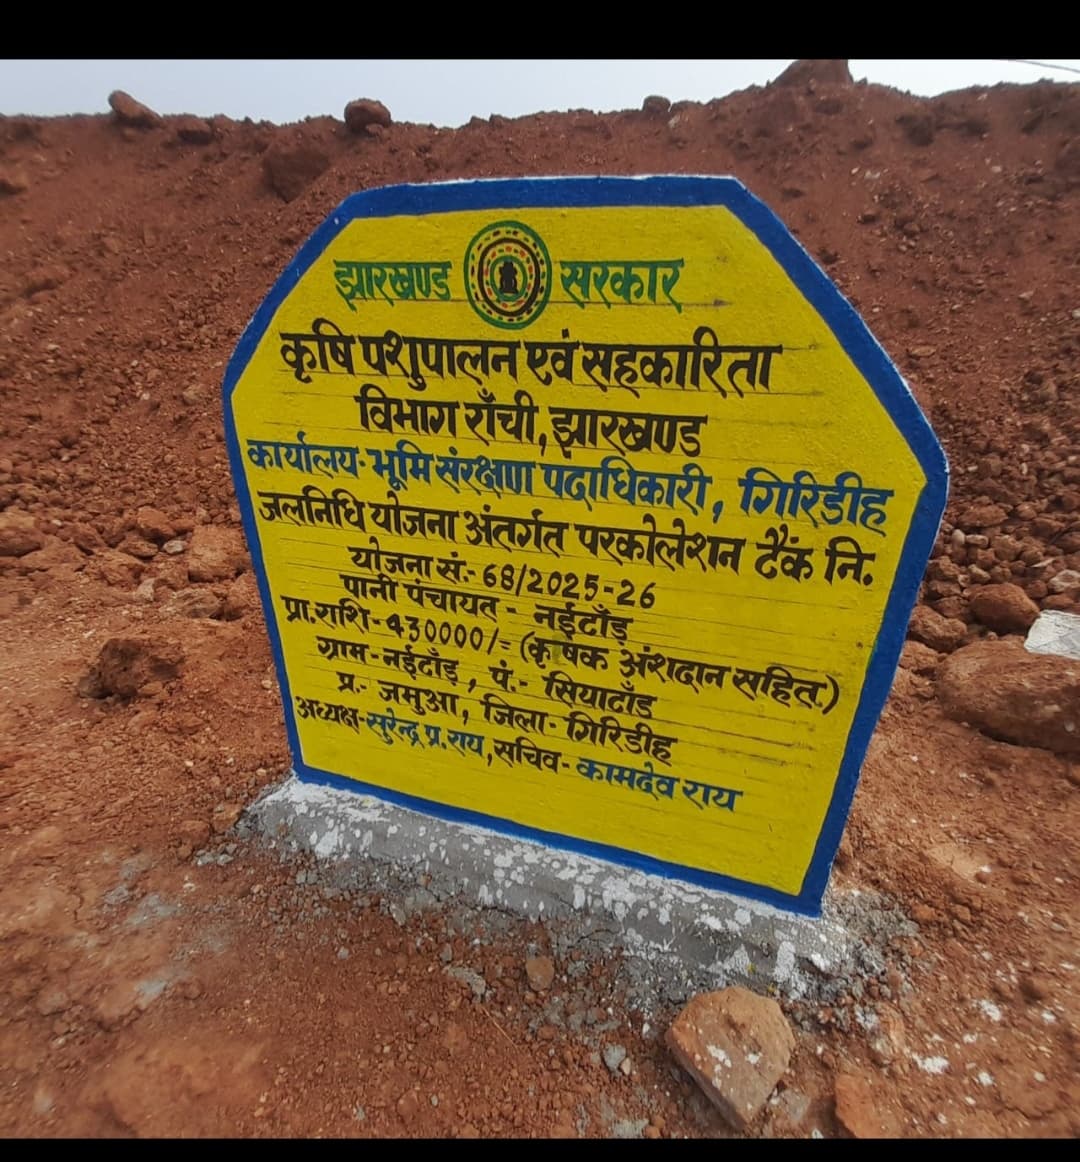 झारखण्ड सरकार
कृषि पशुपालन एवं सहकारिता
विभाग राँची, झारखण्ड
कार्यालय-भूमि संरक्षण पदाधिकारी, गिरिडीह
जलनिधि योजना अंतर्गत परकोलेशन टैंक नि.
योजना सं.- 68/2025-26
पानी पंचायत - नईटाँड़
प्रा.राशि-430000/= (कृषक अंशदान सहित)
ग्राम-नईटाँड़, पं.- सियाटाँड़
प्र.- जमुआ, जिला- गिरिडीह
अध्यक्ष-सुरेन्द्र प्र. राय, सचिव- कामदेव राय